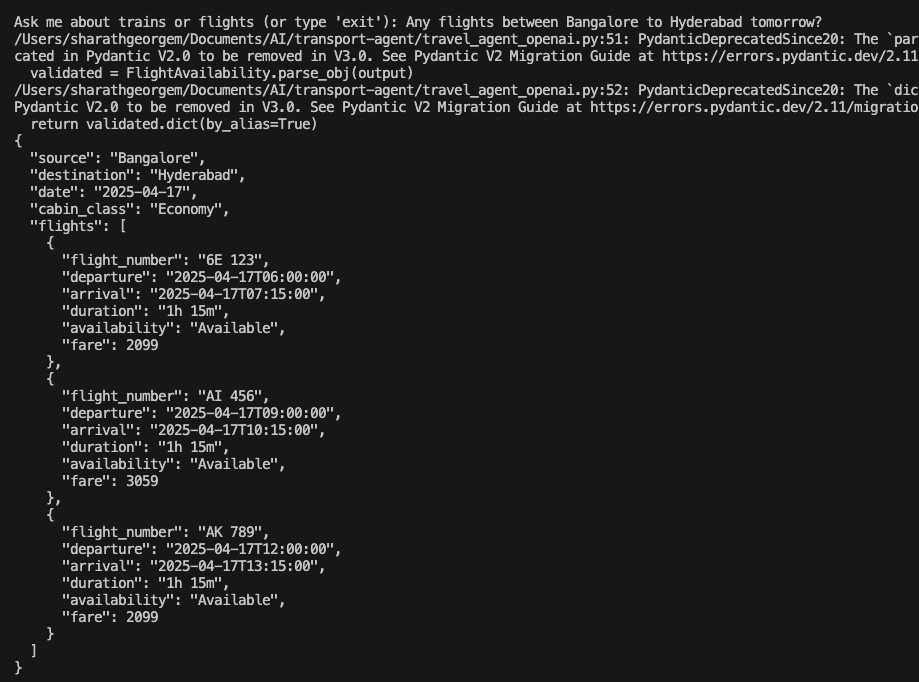 Ask me about trains or flights (or type 'exit'): Any flights between Bangalore to Hyderabad tomorrow?
/Users/sharathgeorgem/Documents/AI/transport-agent/travel_agent_openai.py:51: PydanticDeprecatedSince20: The `par
cated in Pydantic V2.0 to be removed in V3.0. See Pydantic V2 Migration Guide at https://errors.pydantic.dev/2.11
  validated = FlightAvailability.parse_obj(output)
/Users/sharathgeorgem/Documents/AI/transport-agent/travel_agent_openai.py:52: PydanticDeprecatedSince20: The `dic
Pydantic V2.0 to be removed in V3.0. See Pydantic V2 Migration Guide at https://errors.pydantic.dev/2.11/migratio
  return validated.dict(by_alias=True)
{
  "source": "Bangalore",
  "destination": "Hyderabad",
  "date": "2025-04-17",
  "cabin_class": "Economy",
  "flights": [
    {
      "flight_number": "6E 123",
      "departure": "2025-04-17T06:00:00",
      "arrival": "2025-04-17T07:15:00",
      "duration": "1h 15m",
      "availability": "Available",
      "fare": 2099
    },
    {
      "flight_number": "AI 456",
      "departure": "2025-04-17T09:00:00",
      "arrival": "2025-04-17T10:15:00",
      "duration": "1h 15m",
      "availability": "Available",
      "fare": 3059
    },
    {
      "flight_number": "AK 789",
      "departure": "2025-04-17T12:00:00",
      "arrival": "2025-04-17T13:15:00",
      "duration": "1h 15m",
      "availability": "Available",
      "fare": 2099
    }
  ]
}